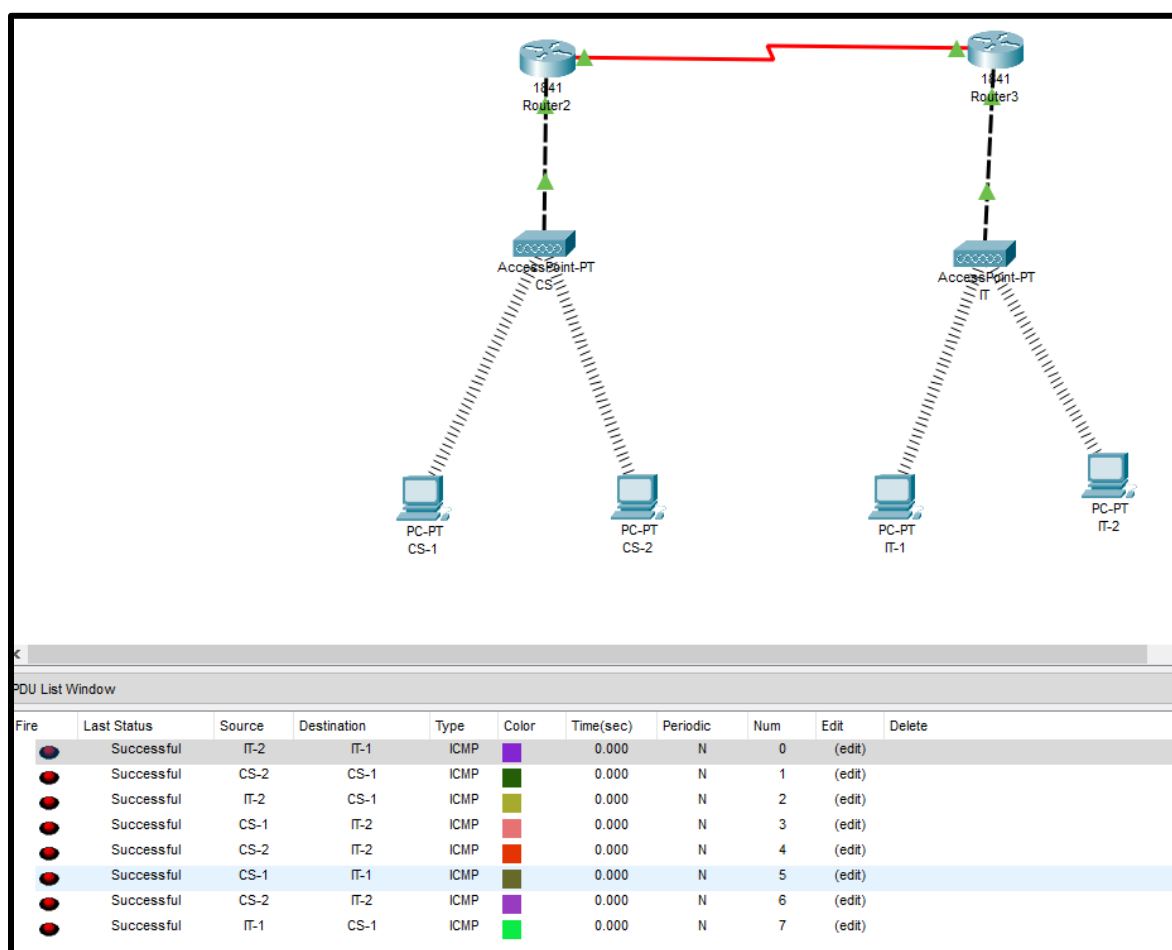 1841
Router2
1841
Router3
AccessPoint-PT
CS
AccessPoint-PT
IT
PC-PT
CS-1
PC-PT
CS-2
PC-PT
IT-1
PC-PT
IT-2
PDU List Window
Fire Last Status Source Destination Type Color Time(sec) Periodic Num Edit Delete
Successful IT-2 IT-1 ICMP 0.000 N 0 (edit)
Successful CS-2 CS-1 ICMP 0.000 N 1 (edit)
Successful IT-2 CS-1 ICMP 0.000 N 2 (edit)
Successful CS-1 IT-2 ICMP 0.000 N 3 (edit)
Successful CS-2 IT-2 ICMP 0.000 N 4 (edit)
Successful CS-1 IT-1 ICMP 0.000 N 5 (edit)
Successful CS-2 IT-2 ICMP 0.000 N 6 (edit)
Successful IT-1 CS-1 ICMP 0.000 N 7 (edit)